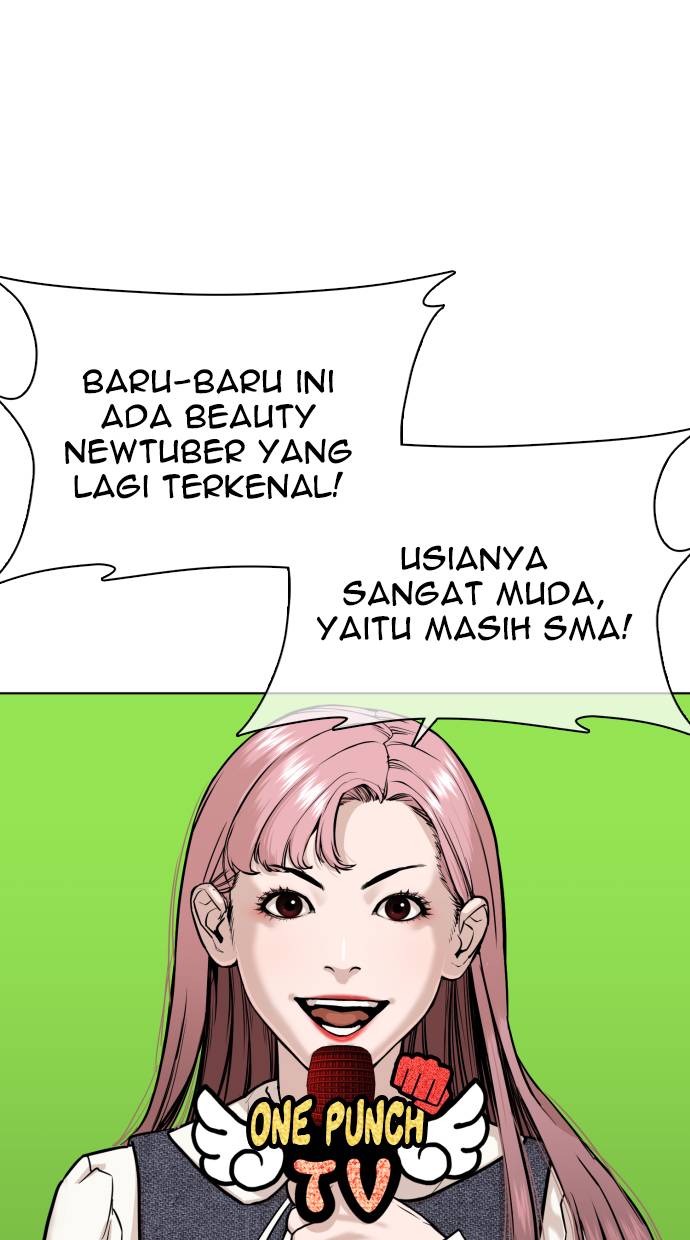 BARU-BARU INI
ADA BEAUTY
NEWTUBER YANG
LAGI TERKENAL!
USIANYA
SANGAT MUDA,
YAITU MASIH SMA!
ONE PUNCH
TV